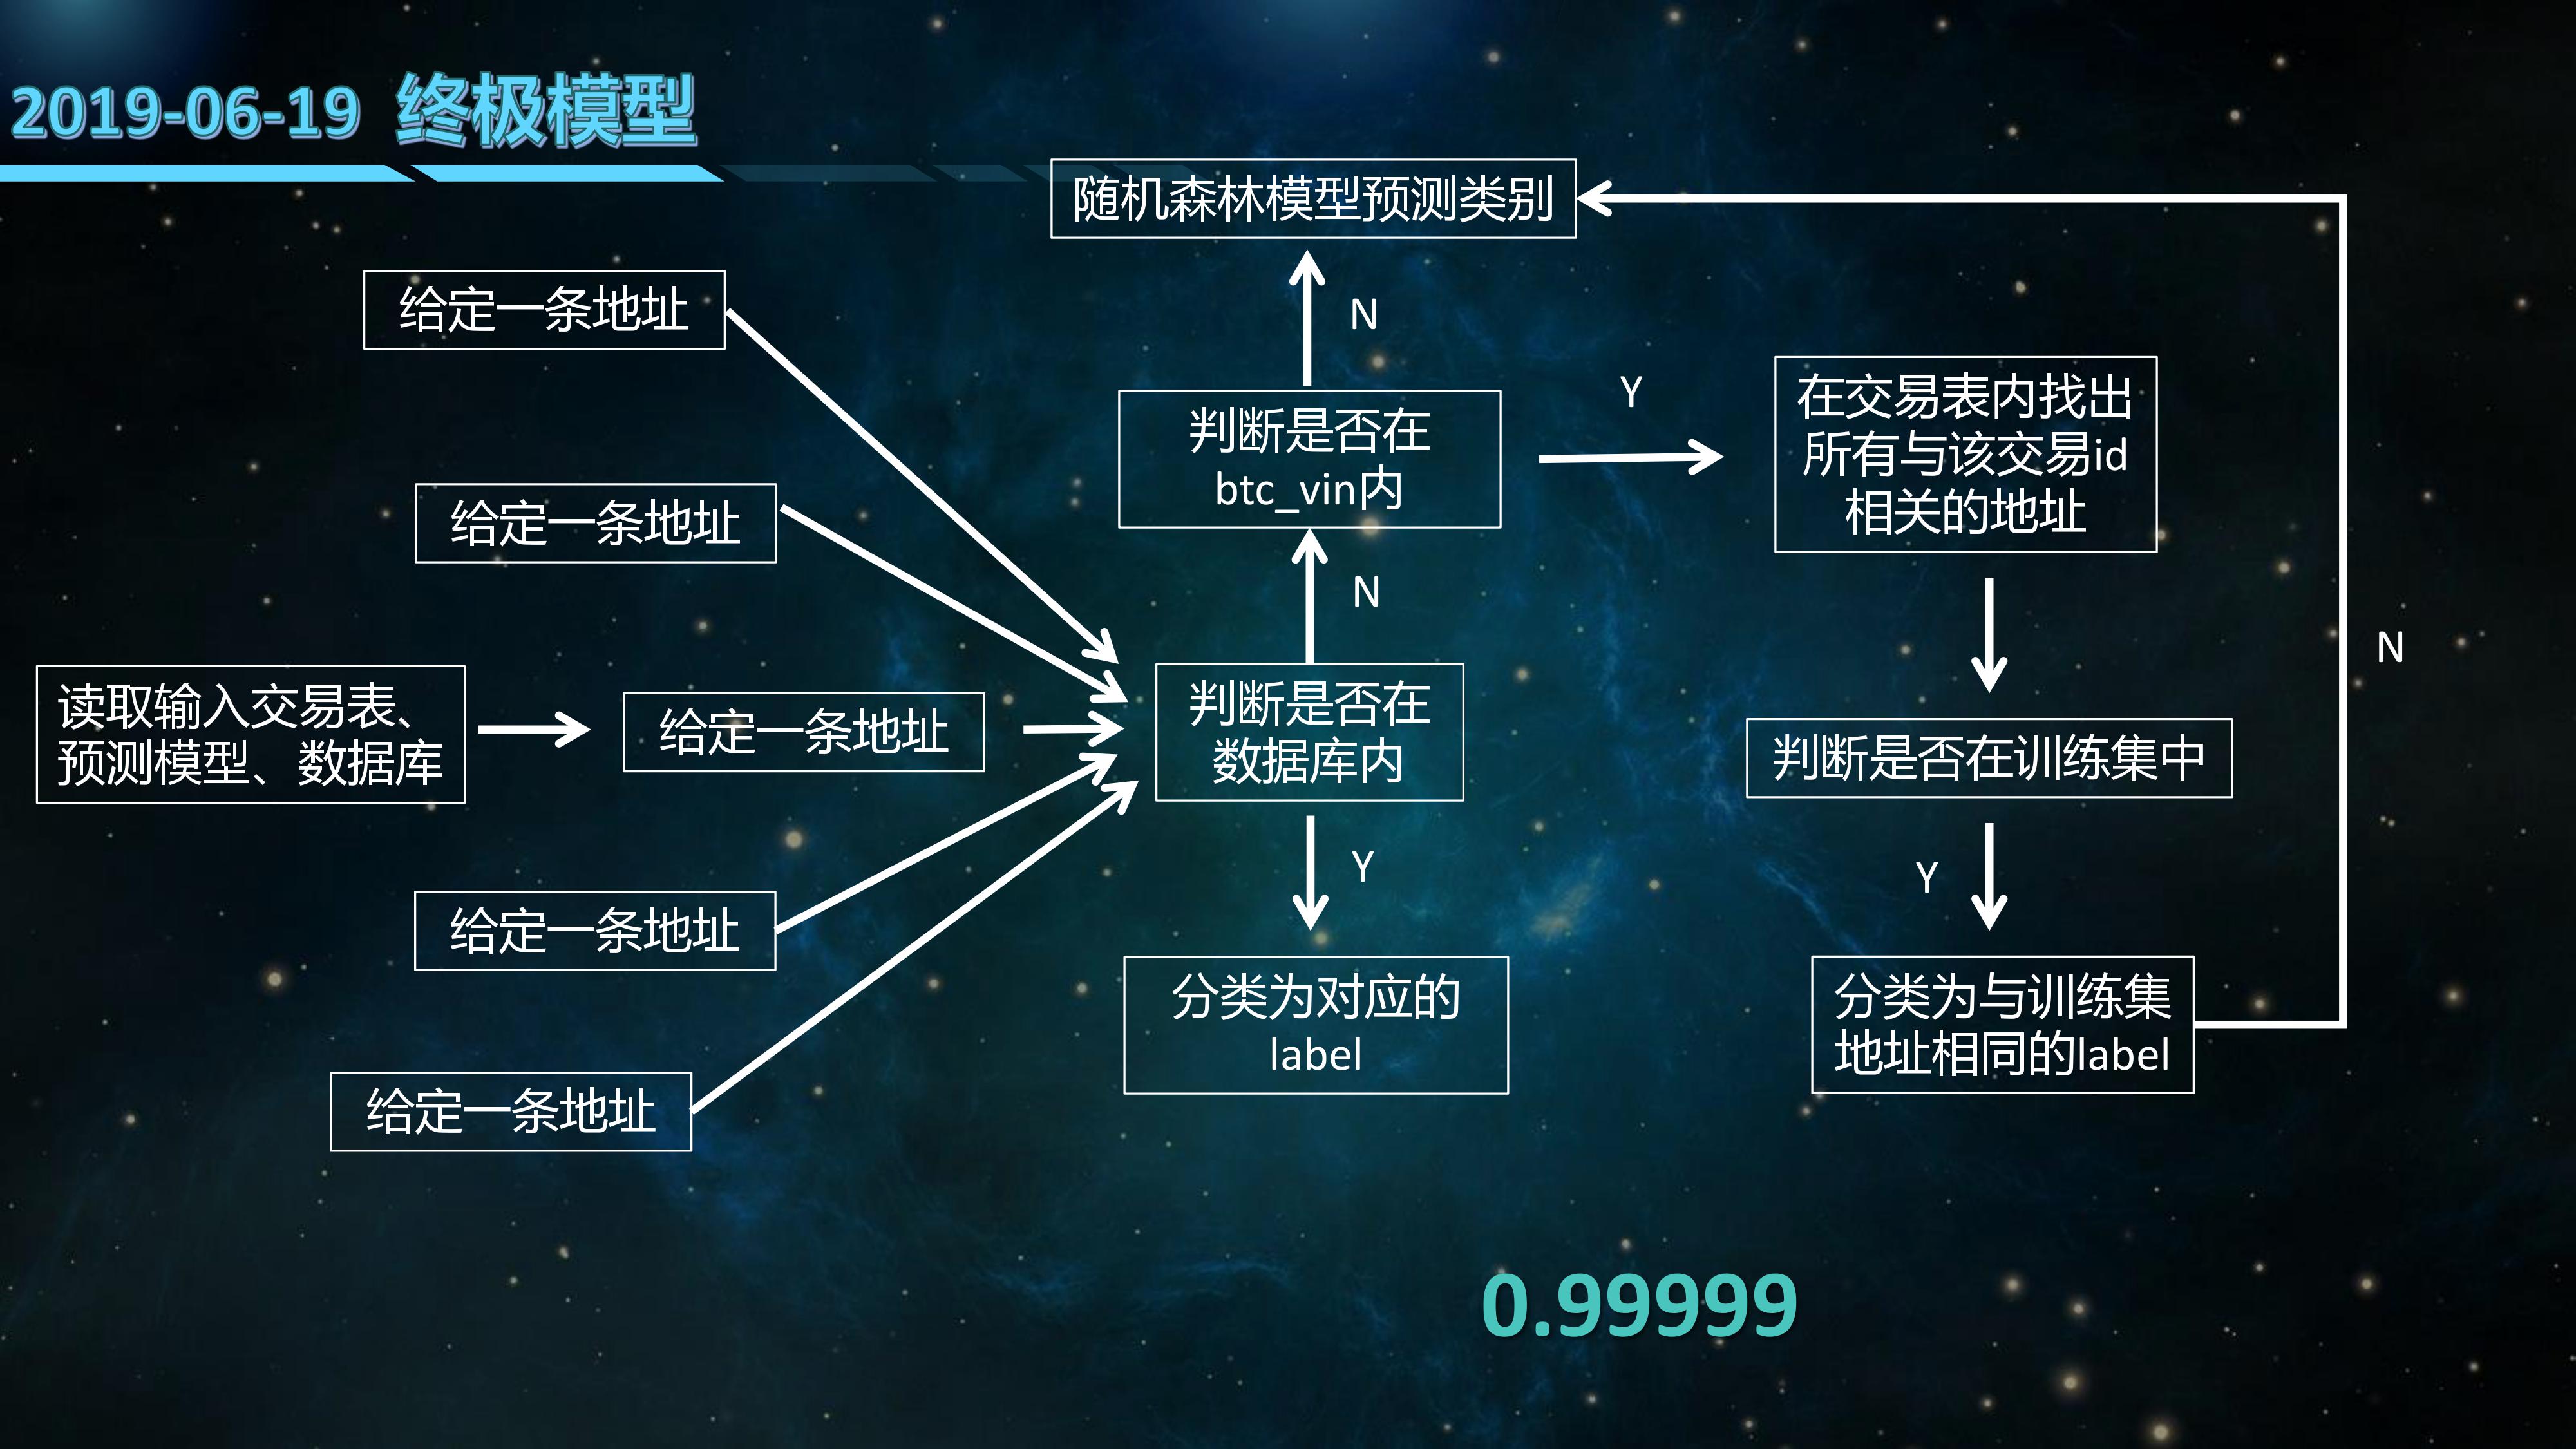 2019-06-19 终极模型
随机森林模型预测类别
给定一条地址
N
给定一条地址
判断是否在
btc_vin内
Y
在交易表内找出
所有与该交易id
相关的地址
N
读取输入交易表、
预测模型、数据库
给定一条地址
判断是否在
数据库内
判断是否在训练集中
N
给定一条地址
Y
Y
分类为对应的
label
分类为与训练集
地址相同的label
给定一条地址
0.99999